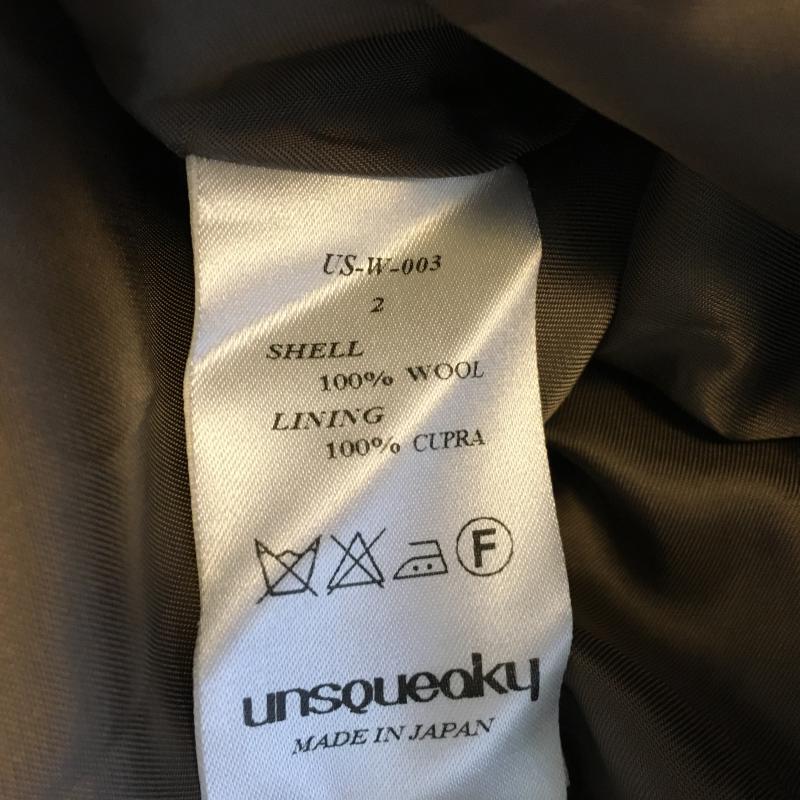 US-W-003
2
SHELL
100% WOOL
LINING
100% CUPRA
F
unsqueaky
MADE IN JAPAN